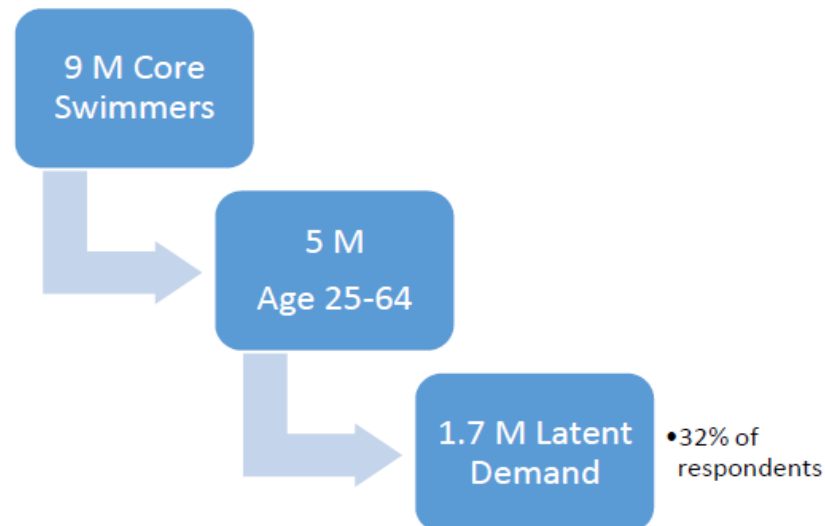 9 M Core
Swimmers
5 M
Age 25-64
1.7 M Latent
Demand
•32% of
respondents